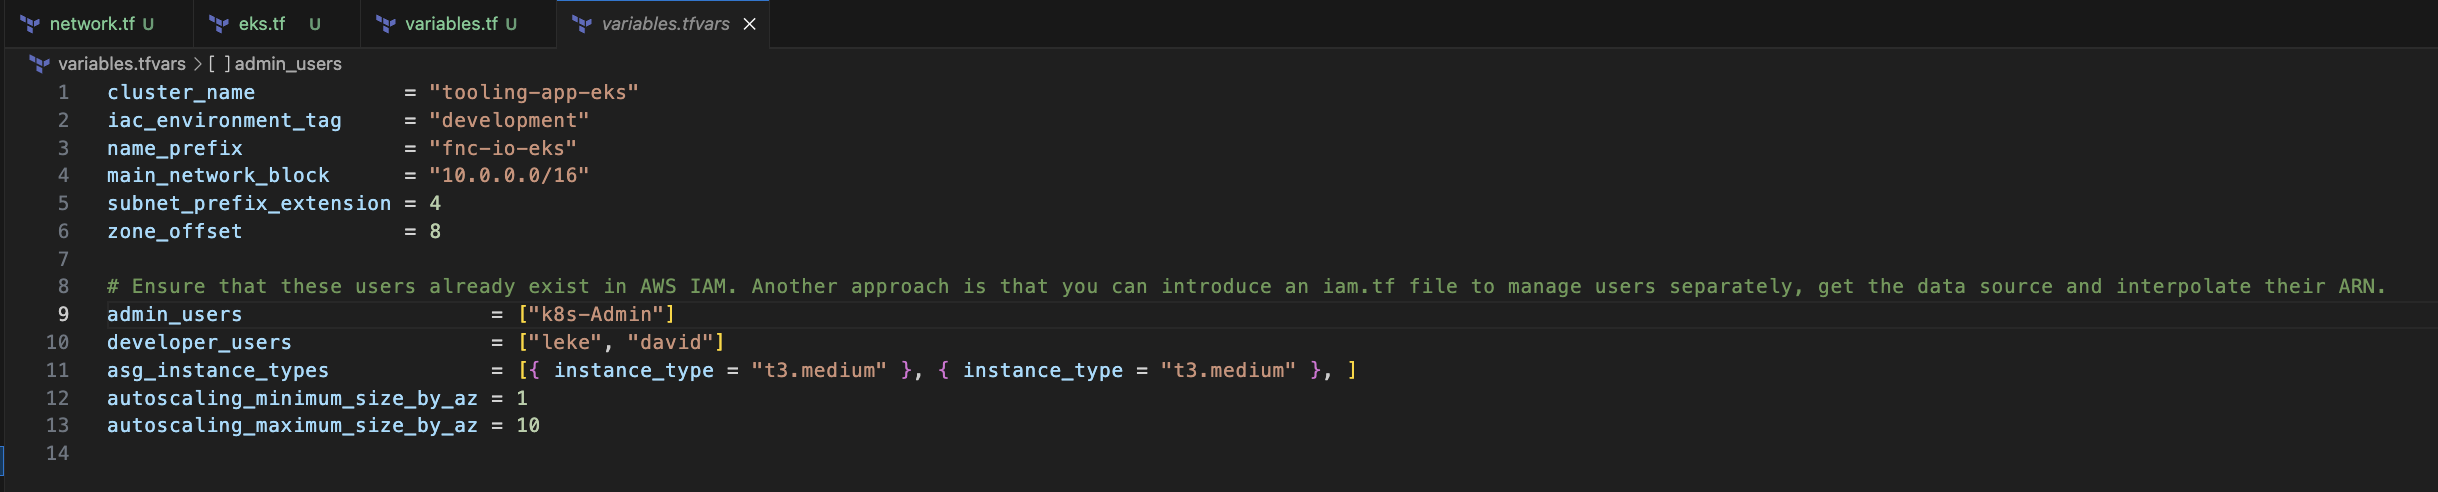 network.tf U eks.tf U variables.tf U variables.tfvars ×
variables.tfvars > [ ] admin_users
1 cluster_name = "tooling-app-eks"
2 iac_environment_tag = "development"
3 name_prefix = "fnc-io-eks"
4 main_network_block = "10.0.0.0/16"
5 subnet_prefix_extension = 4
6 zone_offset = 8
7
8 # Ensure that these users already exist in AWS IAM. Another approach is that you can introduce an iam.tf file to manage users separately, get the data source and interpolate their ARN.
9 admin_users = ["k8s-Admin"]
10 developer_users = ["leke", "david"]
11 asg_instance_types = [{ instance_type = "t3.medium" }, { instance_type = "t3.medium" }, ]
12 autoscaling_minimum_size_by_az = 1
13 autoscaling_maximum_size_by_az = 10
14